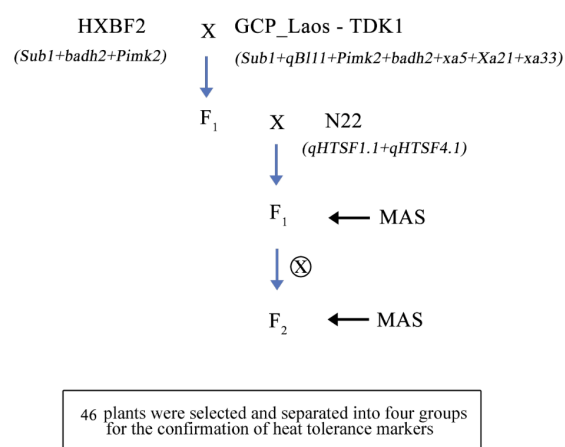 HXBF2 X GCP_Laos - TDK1
(Sub1+badh2+Pimk2) (Sub1+qBl11+Pimk2+badh2+xa5+Xa21+xa33)
F1 X N22
(qHTSF1.1+qHTSF4.1)
F1 MAS
X
F2 MAS
46 plants were selected and separated into four groups
for the confirmation of heat tolerance markers